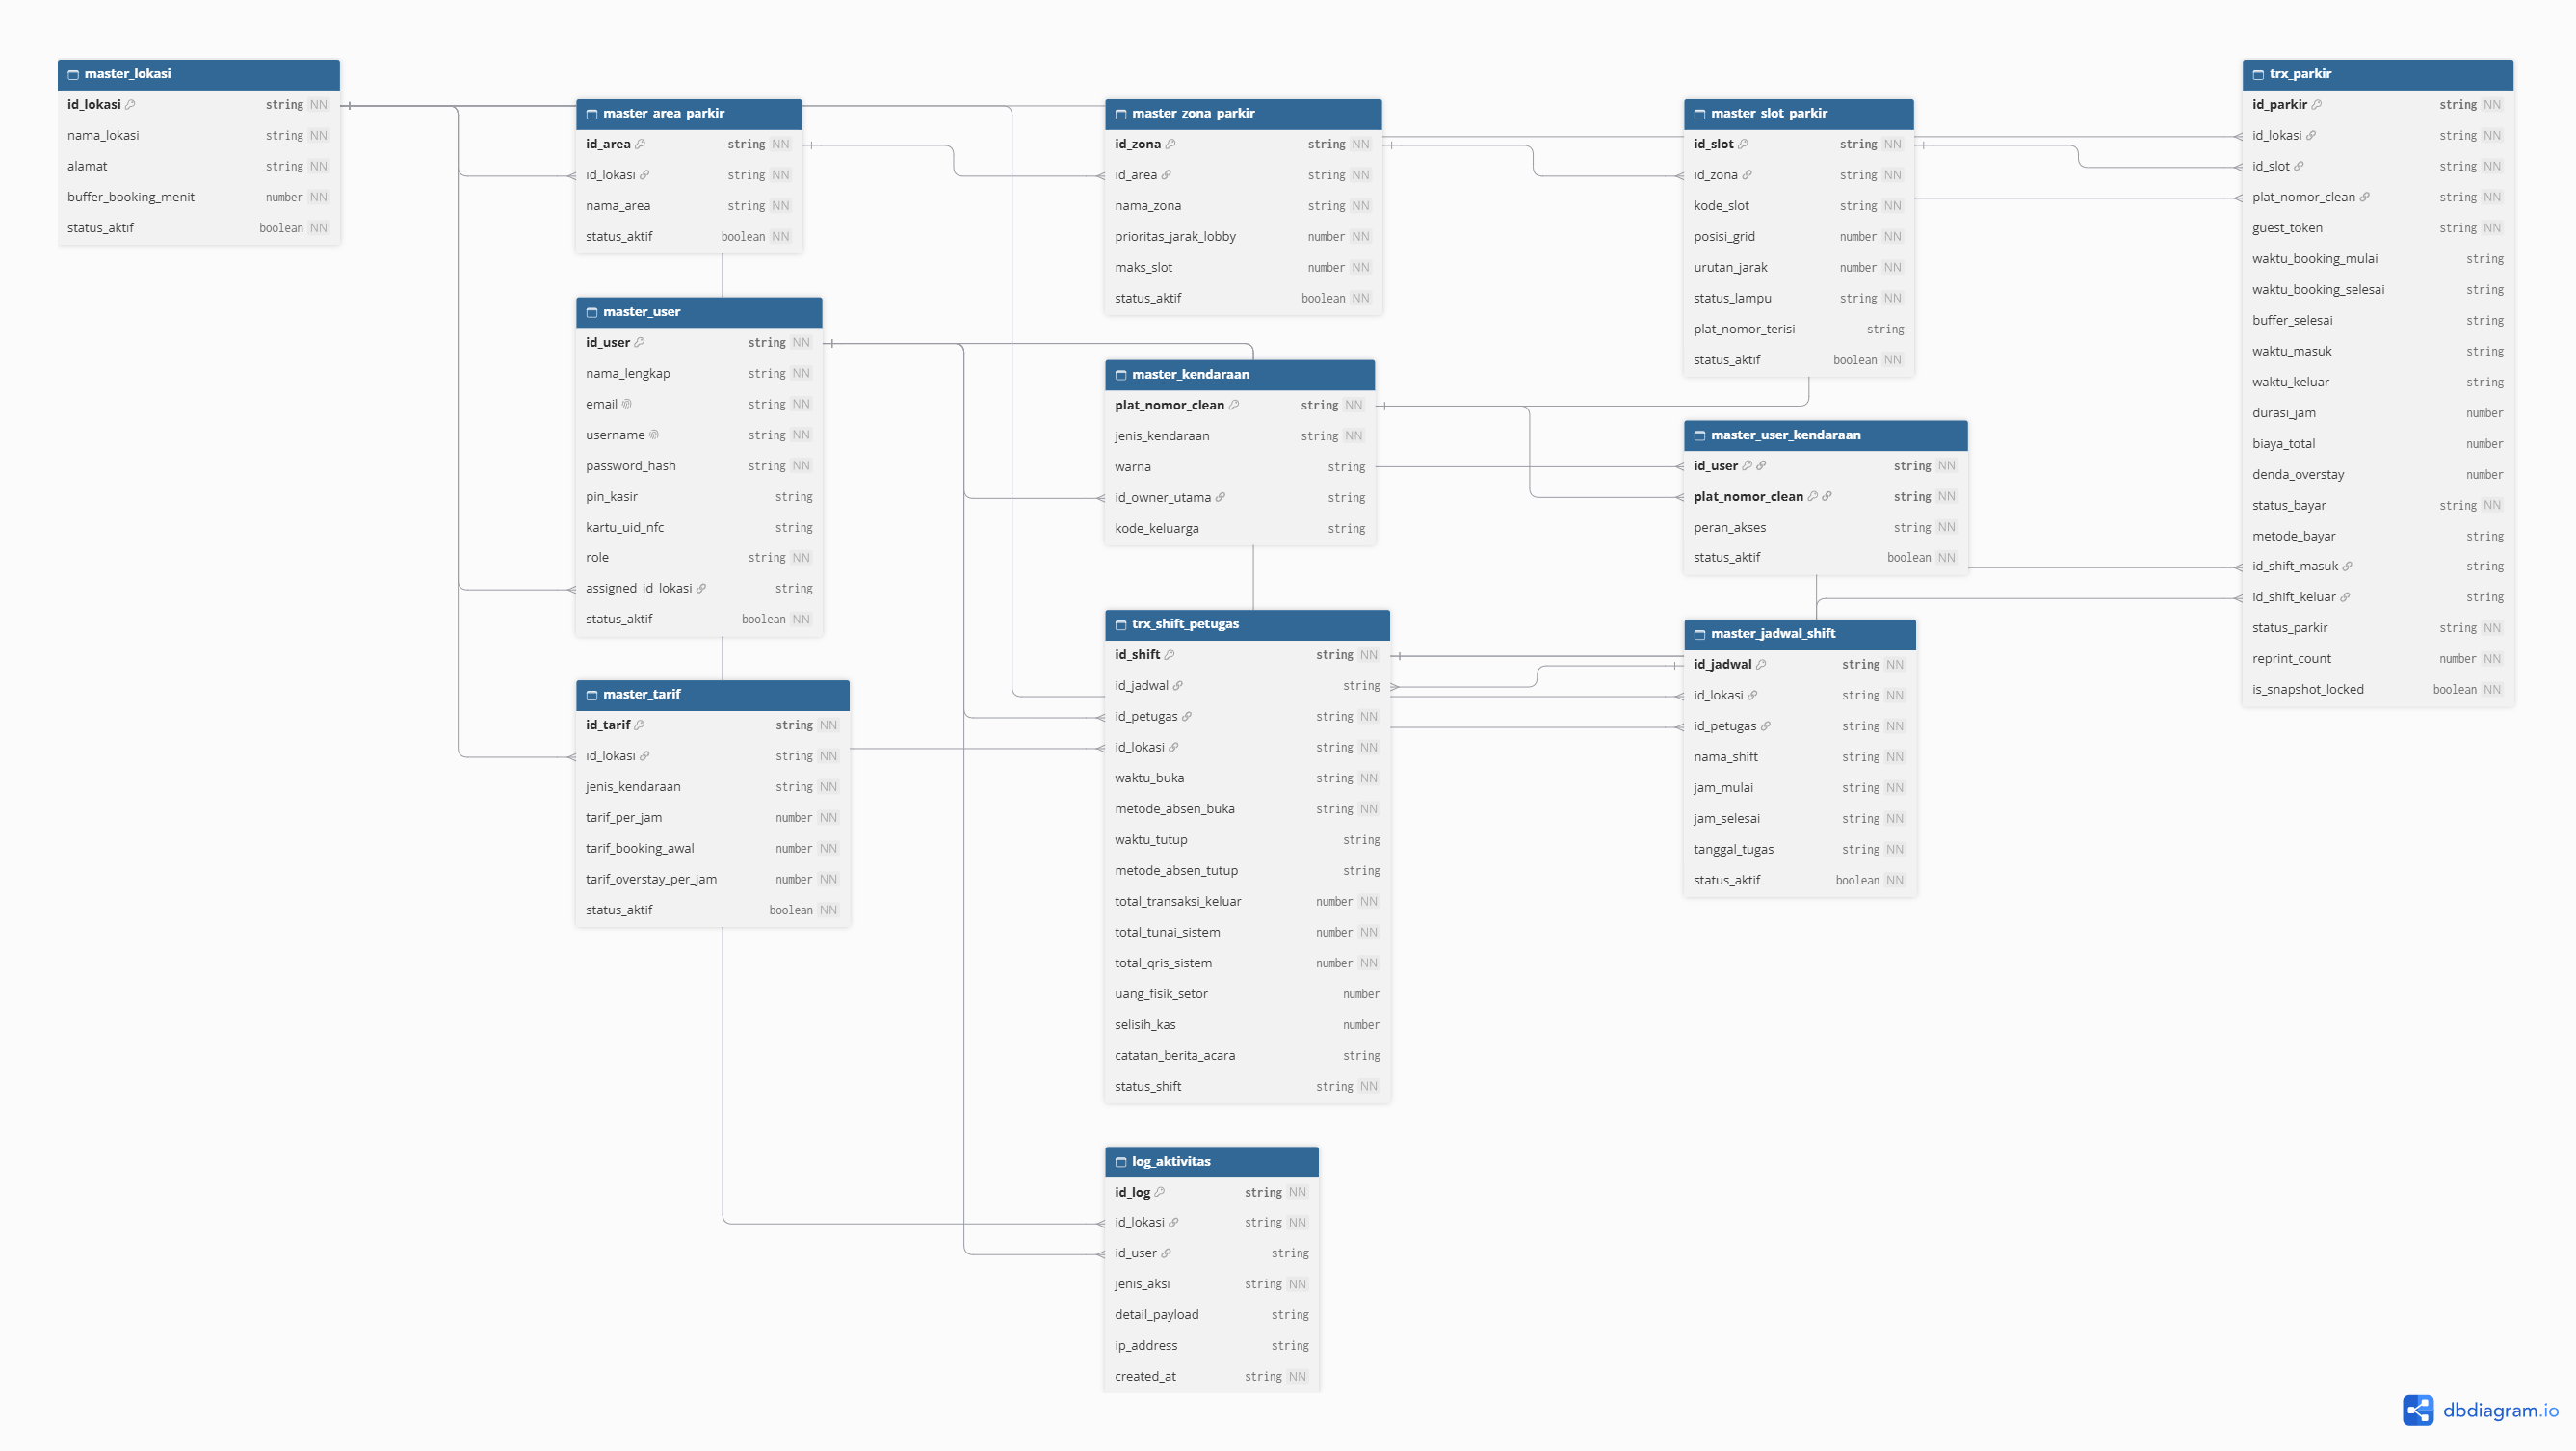 master_lokasi
id_lokasi string NN
nama_lokasi string NN
alamat string NN
buffer_booking_menit number NN
status_aktif boolean NN
master_area_parkir
id_area string NN
id_lokasi string NN
nama_area string NN
status_aktif boolean NN
master_user
id_user string NN
nama_lengkap string NN
email string NN
username string NN
password_hash string NN
pin_kasir string
kartu_uid_nfc string
role string NN
assigned_id_lokasi string
status_aktif boolean NN
master_tarif
id_tarif string NN
id_lokasi string NN
jenis_kendaraan string NN
tarif_per_jam number NN
tarif_booking_awal number NN
tarif_overstay_per_jam number NN
status_aktif boolean NN
master_zona_parkir
id_zona string NN
id_area string NN
nama_zona string NN
prioritas_jarak_lobby number NN
maks_slot number NN
status_aktif boolean NN
master_kendaraan
plat_nomor_clean string NN
jenis_kendaraan string NN
warna string
id_owner_utama string
kode_keluarga string
trx_shift_petugas
id_shift string NN
id_jadwal string
id_petugas string NN
id_lokasi string NN
waktu_buka string NN
metode_absen_buka string NN
waktu_tutup string
metode_absen_tutup string
total_transaksi_keluar number NN
total_tunai_sistem number NN
total_qris_sistem number NN
uang_fisik_setor number
selisih_kas number
catatan_berita_acara string
status_shift string NN
log_aktivitas
id_log string NN
id_lokasi string NN
id_user string
jenis_aksi string NN
detail_payload string
ip_address string
created_at string NN
master_slot_parkir
id_slot string NN
id_zona string NN
kode_slot string NN
posisi_grid number NN
urutan_jarak number NN
status_lampu string NN
plat_nomor_terisi string
status_aktif boolean NN
master_user_kendaraan
id_user string NN
plat_nomor_clean string NN
peran_akses string NN
status_aktif boolean NN
master_jadwal_shift
id_jadwal string NN
id_lokasi string NN
id_petugas string NN
nama_shift string NN
jam_mulai string NN
jam_selesai string NN
tanggal_tugas string NN
status_aktif boolean NN
trx_parkir
id_parkir string NN
id_lokasi string NN
id_slot string NN
plat_nomor_clean string NN
guest_token string NN
waktu_booking_mulai string
waktu_booking_selesai string
buffer_selesai string
waktu_masuk string
waktu_keluar string
durasi_jam number
biaya_total number
denda_overstay number
status_bayar string NN
metode_bayar string
id_shift_masuk string
id_shift_keluar string
status_parkir string NN
reprint_count number NN
is_snapshot_locked boolean NN
dbdiagram.io